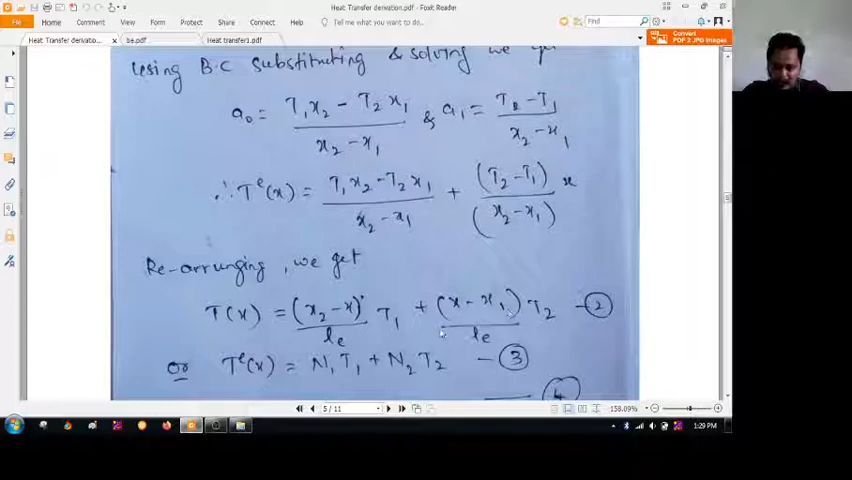 Heat Transfer derivation.pdf - Foxit Reader
File Home Comment View Form Protect Share Connect Help Tell me what you want to do.. Find
Convert
PDF 2 JPG Images
Heat Transfer derivatio... be.pdf Heat transfer1.pdf
using B.C substituting & solving we get
a₀ = (T₁x₂ - T₂x₁)/(x₂ - x₁) & a₁ = (T₂ - T₁)/(x₂ - x₁)
∴ Tᵉ(x) = (T₁x₂ - T₂x₁)/(x₂ - x₁) + (T₂ - T₁)/(x₂ - x₁) x
Re-arrunging, we get
T(x) = (x₂ - x)/le T₁ + (x - x₁)/le T₂ - ②
or Tᵉ(x) = N₁T₁ + N₂T₂ - ③
④
5 / 11 158.09%
1:29 PM